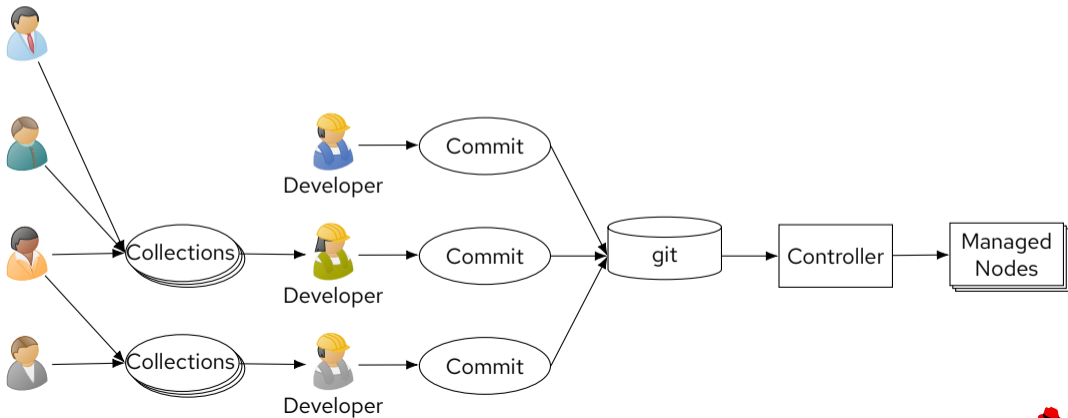 Commit
Developer
Collections
Commit
git
Controller
Managed
Nodes
Developer
Collections
Commit
Developer